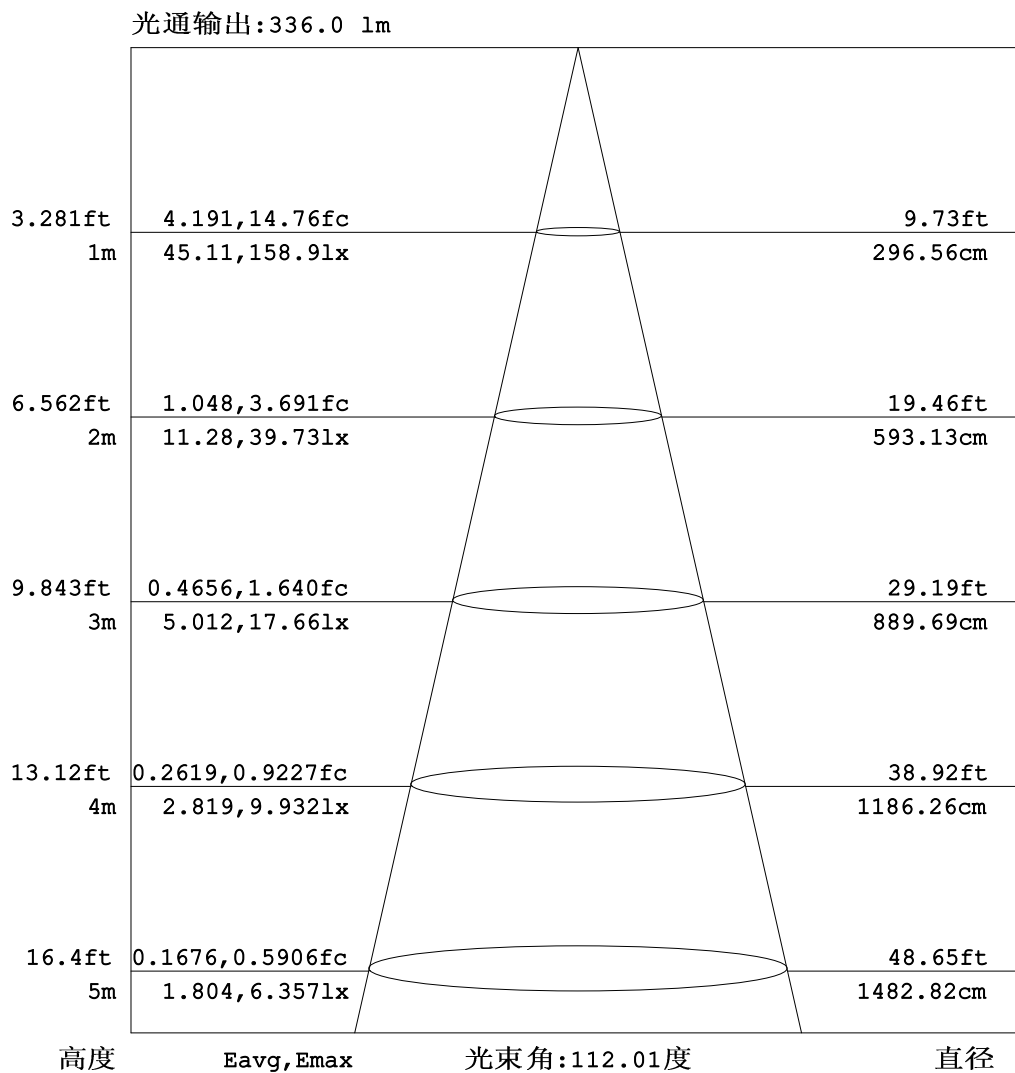 光通输出:336.0 lm
3.281ft 4.191,14.76fc 9.73ft
1m 45.11,158.9lx 296.56cm
6.562ft 1.048,3.691fc 19.46ft
2m 11.28,39.73lx 593.13cm
9.843ft 0.4656,1.640fc 29.19ft
3m 5.012,17.66lx 889.69cm
13.12ft 0.2619,0.9227fc 38.92ft
4m 2.819,9.932lx 1186.26cm
16.4ft 0.1676,0.5906fc 48.65ft
5m 1.804,6.357lx 1482.82cm
高度 Eavg,Emax 光束角:112.01度 直径